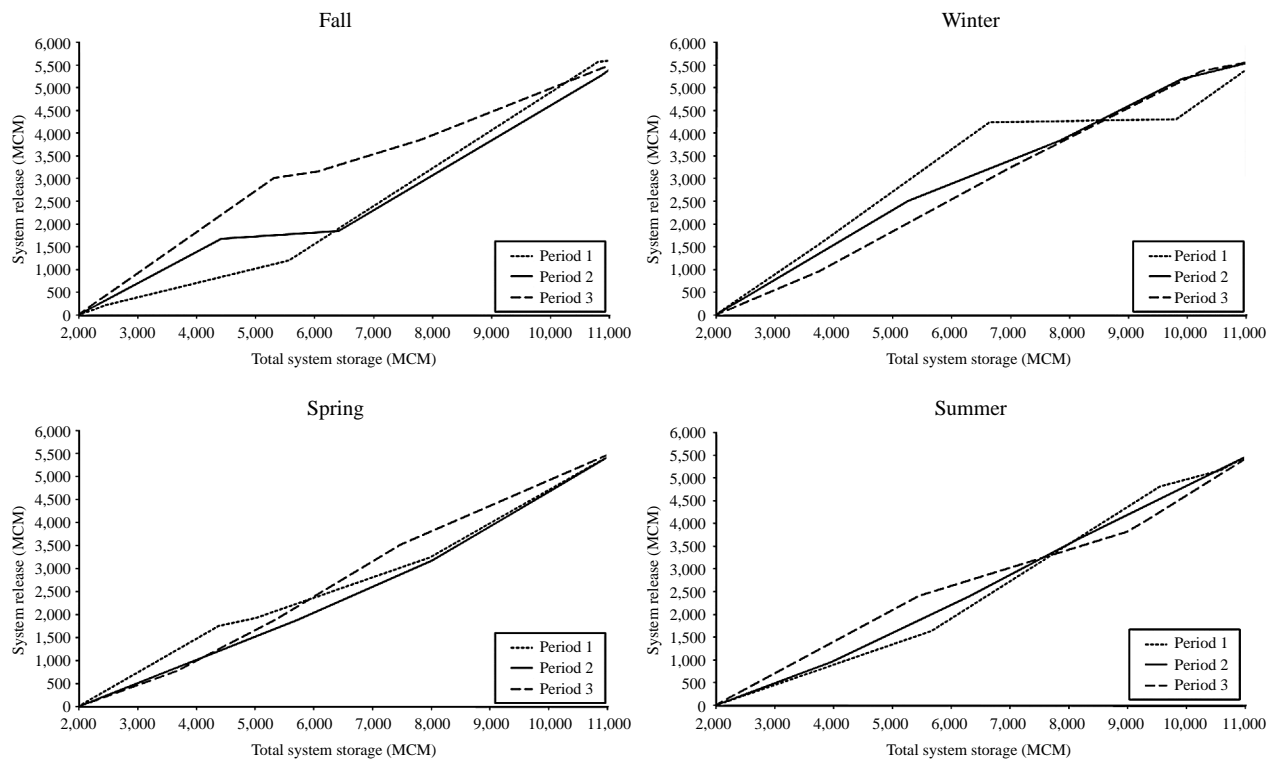 Fall
6,000
5,500
5,000
4,500
4,000
3,500
3,000
2,500
2,000
1,500
1,000
500
0
System release (MCM)
2,000 3,000 4,000 5,000 6,000 7,000 8,000 9,000 10,000 11,000
Total system storage (MCM)
Period 1
Period 2
Period 3
Winter
6,000
5,500
5,000
4,500
4,000
3,500
3,000
2,500
2,000
1,500
1,000
500
0
System release (MCM)
2,000 3,000 4,000 5,000 6,000 7,000 8,000 9,000 10,000 11,000
Total system storage (MCM)
Period 1
Period 2
Period 3
Spring
6,000
5,500
5,000
4,500
4,000
3,500
3,000
2,500
2,000
1,500
1,000
500
0
System release (MCM)
2,000 3,000 4,000 5,000 6,000 7,000 8,000 9,000 10,000 11,000
Total system storage (MCM)
Period 1
Period 2
Period 3
Summer
6,000
5,500
5,000
4,500
4,000
3,500
3,000
2,500
2,000
1,500
1,000
500
0
System release (MCM)
2,000 3,000 4,000 5,000 6,000 7,000 8,000 9,000 10,000 11,000
Total system storage (MCM)
Period 1
Period 2
Period 3